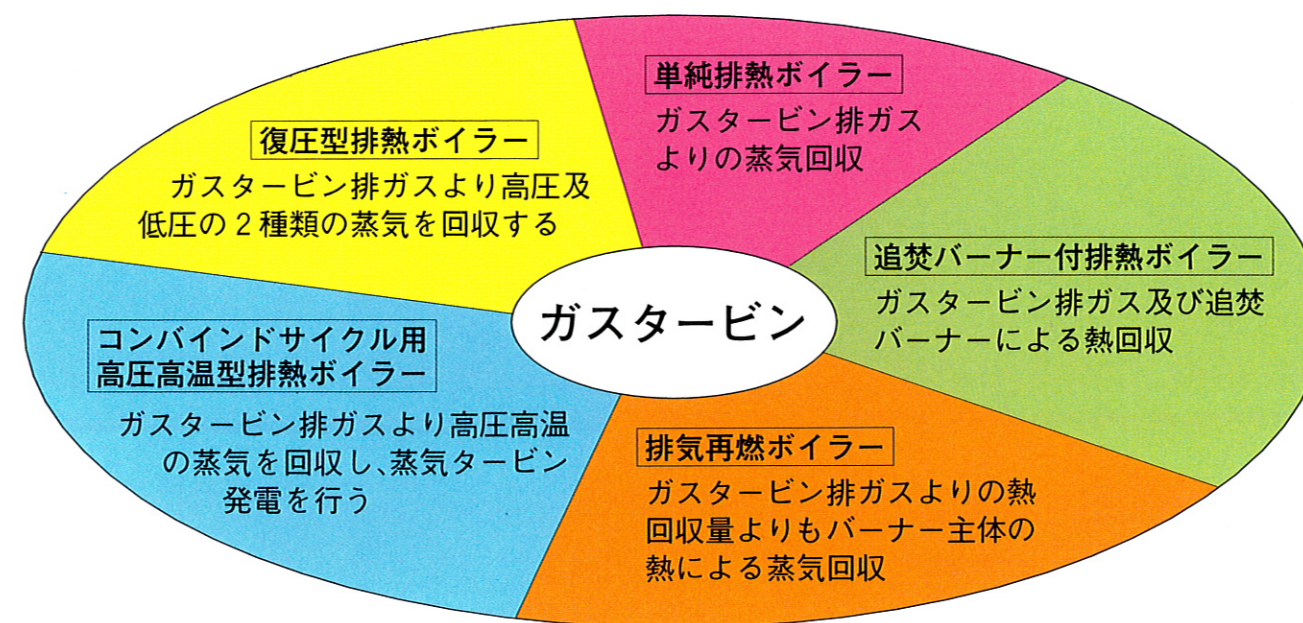 単純排熱ボイラー
ガスタービン排ガス
よりの蒸気回収
復圧型排熱ボイラー
ガスタービン排ガスより高圧及
低圧の2種類の蒸気を回収する
追焚バーナー付排熱ボイラー
ガスタービン排ガス及び追焚
バーナーによる熱回収
ガスタービン
コンバインドサイクル用
高圧高温型排熱ボイラー
ガスタービン排ガスより高圧高温
の蒸気を回収し、蒸気タービン
発電を行う
排気再燃ボイラー
ガスタービン排ガスよりの熱
回収量よりもバーナー主体の
熱による蒸気回収